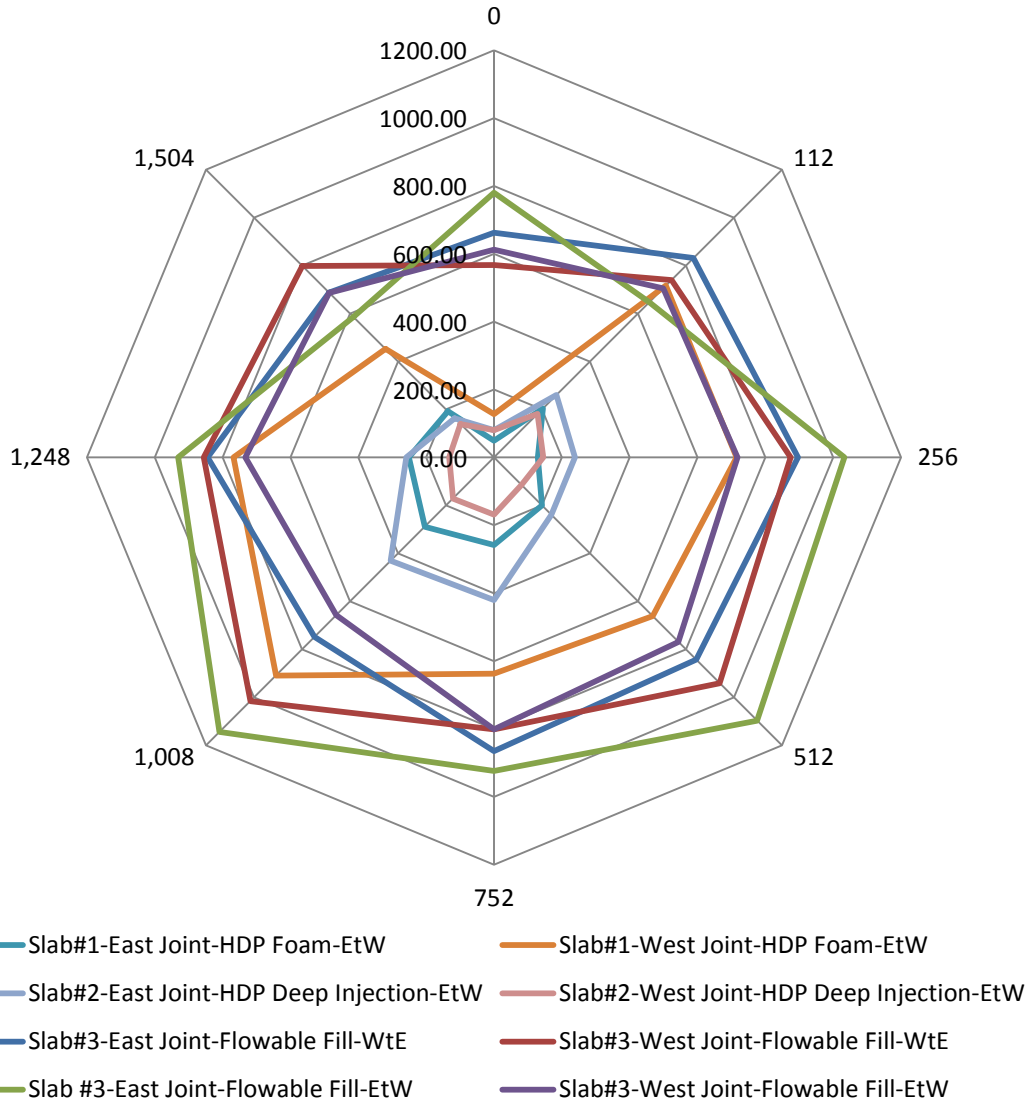 0
1200.00
1000.00
1,504
112
800.00
600.00
400.00
200.00
1,248
0.00
256
1,008
512
752
Slab#1-East Joint-HDP Foam-EtW
Slab#1-West Joint-HDP Foam-EtW
Slab#2-East Joint-HDP Deep Injection-EtW
Slab#2-West Joint-HDP Deep Injection-EtW
Slab#3-East Joint-Flowable Fill-WtE
Slab#3-West Joint-Flowable Fill-WtE
Slab #3-East Joint-Flowable Fill-EtW
Slab#3-West Joint-Flowable Fill-EtW